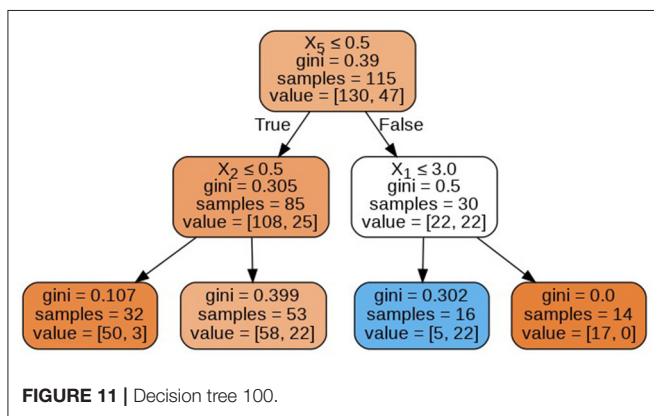 X5 ≤ 0.5
gini = 0.39
samples = 115
value = [130, 47]
True
False
X2 ≤ 0.5
gini = 0.305
samples = 85
value = [108, 25]
X1 ≤ 3.0
gini = 0.5
samples = 30
value = [22, 22]
gini = 0.107
samples = 32
value = [50, 3]
gini = 0.399
samples = 53
value = [58, 22]
gini = 0.302
samples = 16
value = [5, 22]
gini = 0.0
samples = 14
value = [17, 0]
FIGURE 11 | Decision tree 100.